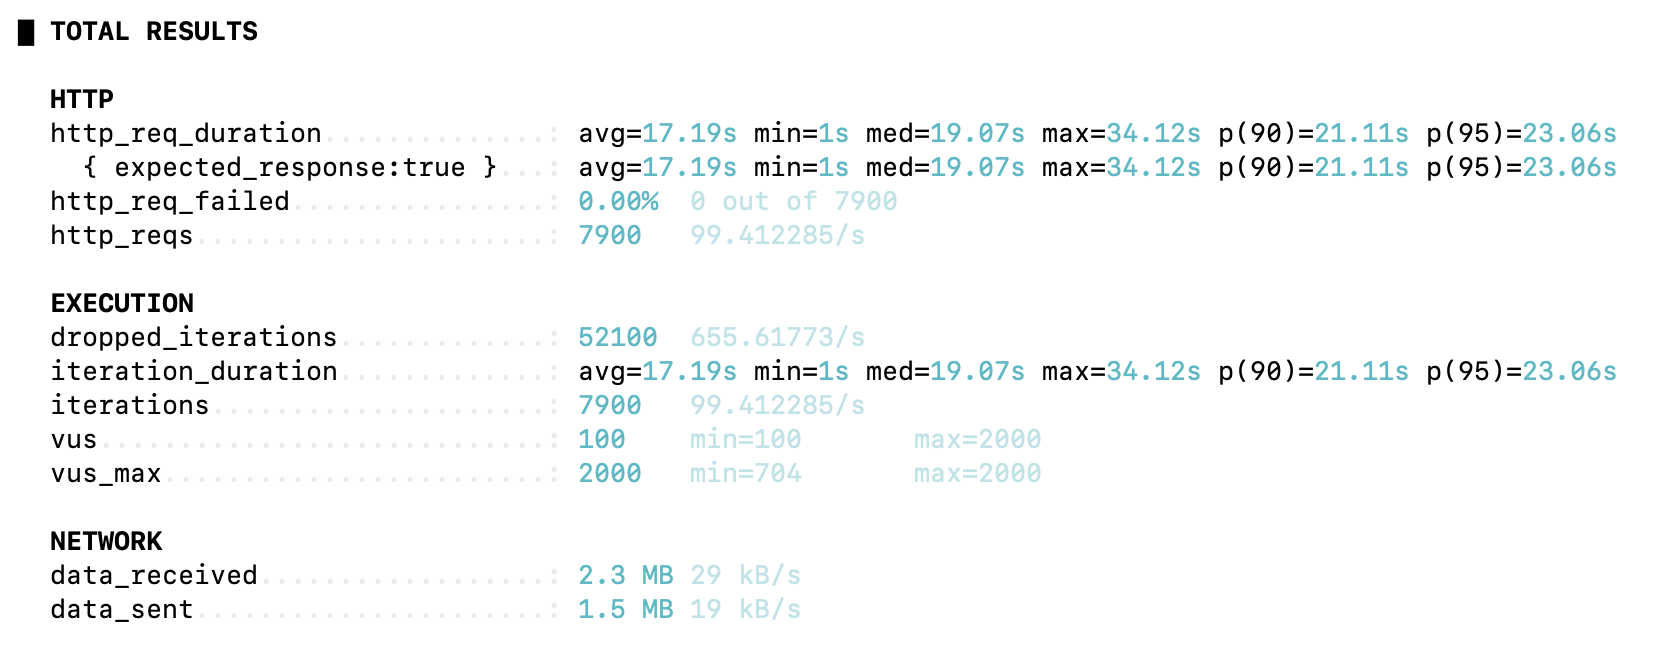 █ TOTAL RESULTS
HTTP
http_req_duration..............: avg=17.19s min=1s med=19.07s max=34.12s p(90)=21.11s p(95)=23.06s
{ expected_response:true }...: avg=17.19s min=1s med=19.07s max=34.12s p(90)=21.11s p(95)=23.06s
http_req_failed................: 0.00% 0 out of 7900
http_reqs......................: 7900 99.412285/s
EXECUTION
dropped_iterations.............: 52100 655.61773/s
iteration_duration.............: avg=17.19s min=1s med=19.07s max=34.12s p(90)=21.11s p(95)=23.06s
iterations.....................: 7900 99.412285/s
vus............................: 100 min=100 max=2000
vus_max........................: 2000 min=704 max=2000
NETWORK
data_received..................: 2.3 MB 29 kB/s
data_sent......................: 1.5 MB 19 kB/s